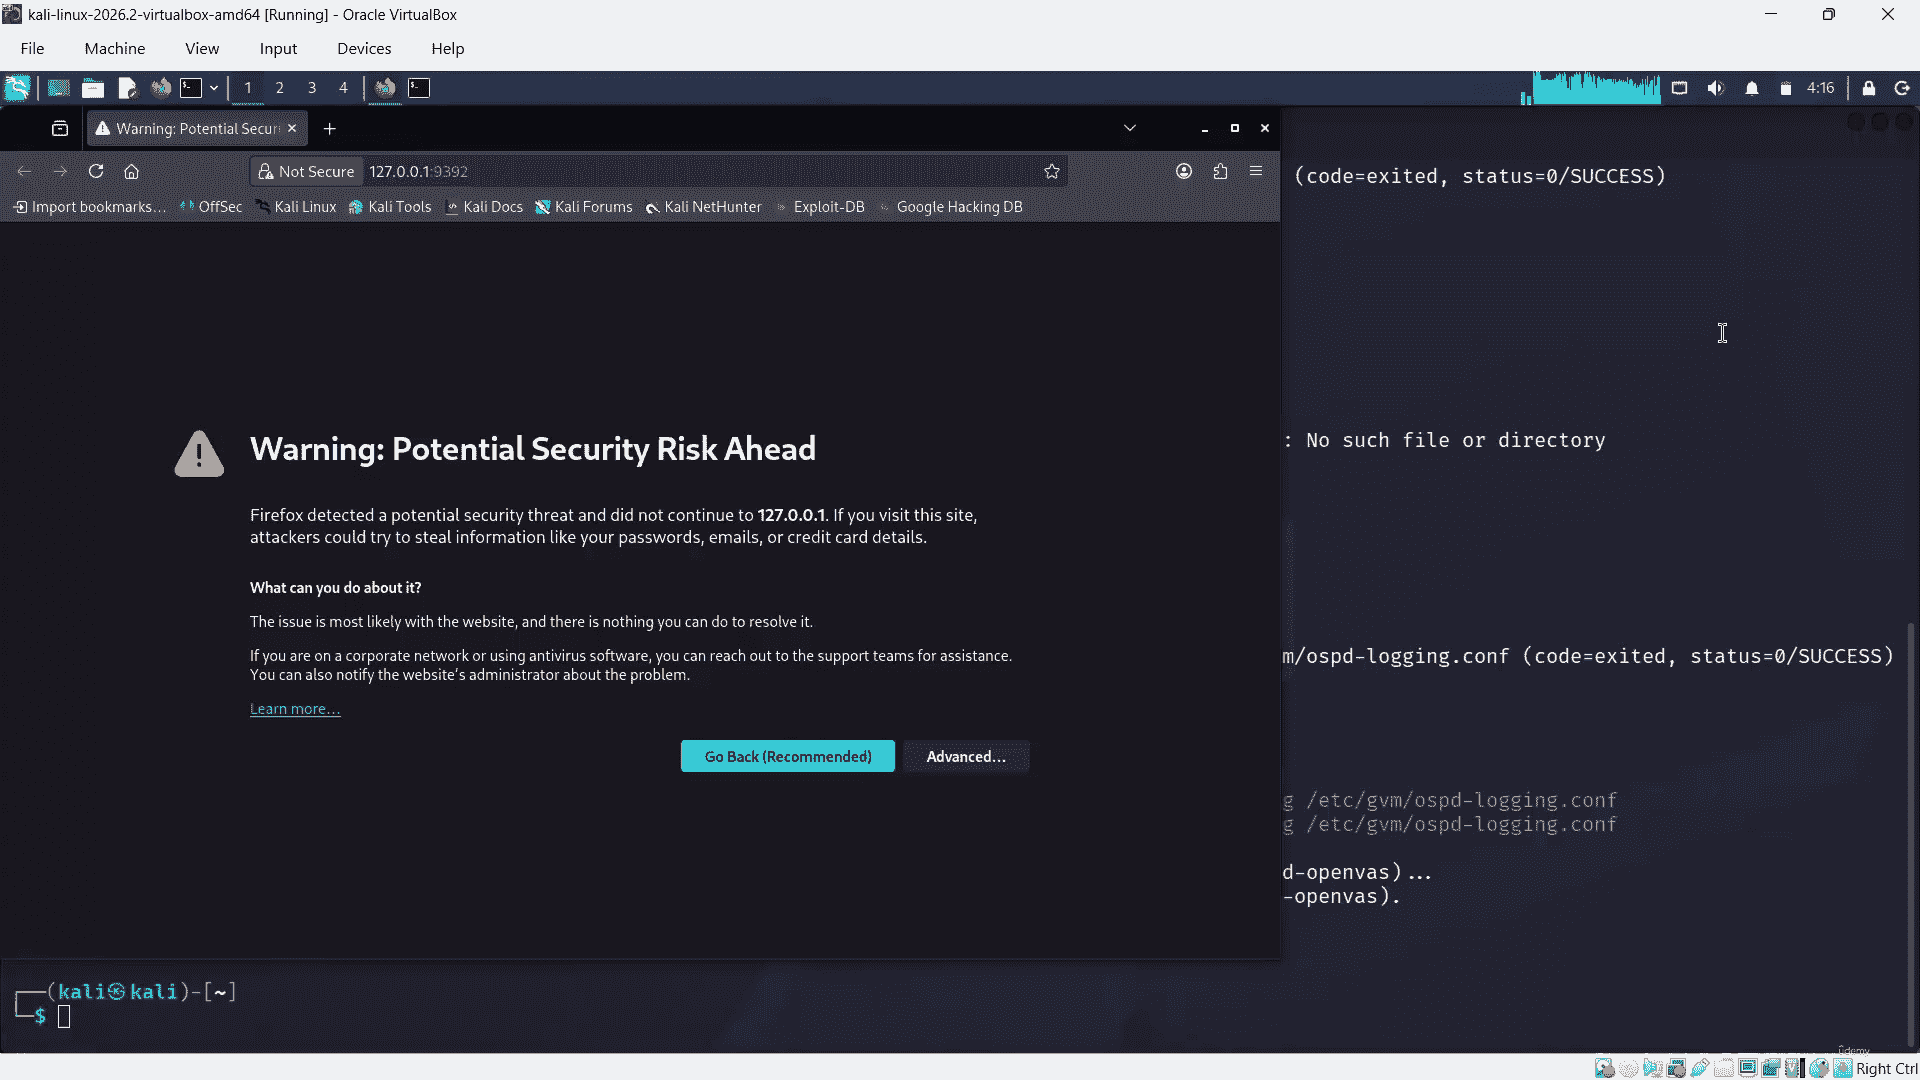 kali-linux-2026.2-virtualbox-amd64 [Running] - Oracle VirtualBox
File Machine View Input Devices Help
1 2 3 4 4:16
Warning: Potential Secur
Not Secure 127.0.0.1:9392
Import bookmarks... OffSec Kali Linux Kali Tools Kali Docs Kali Forums Kali NetHunter Exploit-DB Google Hacking DB
(code=exited, status=0/SUCCESS)
: No such file or directory
Warning: Potential Security Risk Ahead
Firefox detected a potential security threat and did not continue to 127.0.0.1. If you visit this site,
attackers could try to steal information like your passwords, emails, or credit card details.
What can you do about it?
The issue is most likely with the website, and there is nothing you can do to resolve it.
If you are on a corporate network or using antivirus software, you can reach out to the support teams for assistance.
You can also notify the website's administrator about the problem.
Learn more...
Go Back (Recommended) Advanced...
m/ospd-logging.conf (code=exited, status=0/SUCCESS)
g /etc/gvm/ospd-logging.conf
g /etc/gvm/ospd-logging.conf
d-openvas)...
-openvas).
(kali㉿kali)-[~]
$
ûdemy
Right Ctrl